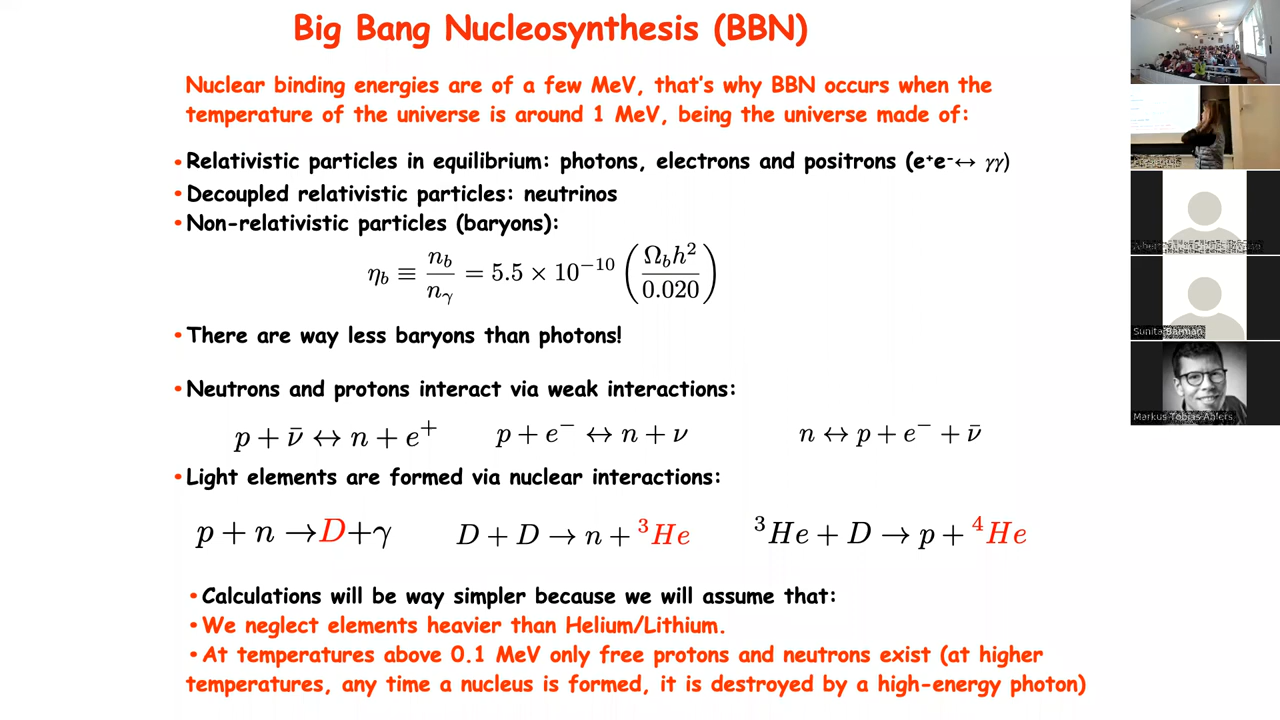 Big Bang Nucleosynthesis (BBN)
Nuclear binding energies are of a few MeV, that's why BBN occurs when the
temperature of the universe is around 1 MeV, being the universe made of:
•Relativistic particles in equilibrium: photons, electrons and positrons (e⁺e⁻↔ γγ)
•Decoupled relativistic particles: neutrinos
•Non-relativistic particles (baryons):
η_b ≡ n_b / n_γ = 5.5 × 10⁻¹⁰ (Ω_b h² / 0.020)
•There are way less baryons than photons!
•Neutrons and protons interact via weak interactions:
p + ν̄ ↔ n + e⁺ p + e⁻ ↔ n + ν n ↔ p + e⁻ + ν̄
•Light elements are formed via nuclear interactions:
p + n → D + γ D + D → n + ³He ³He + D → p + ⁴He
•Calculations will be way simpler because we will assume that:
•We neglect elements heavier than Helium/Lithium.
•At temperatures above 0.1 MeV only free protons and neutrons exist (at higher
temperatures, any time a nucleus is formed, it is destroyed by a high-energy photon)
Sunita Barman
Markus Tobias Ahlers